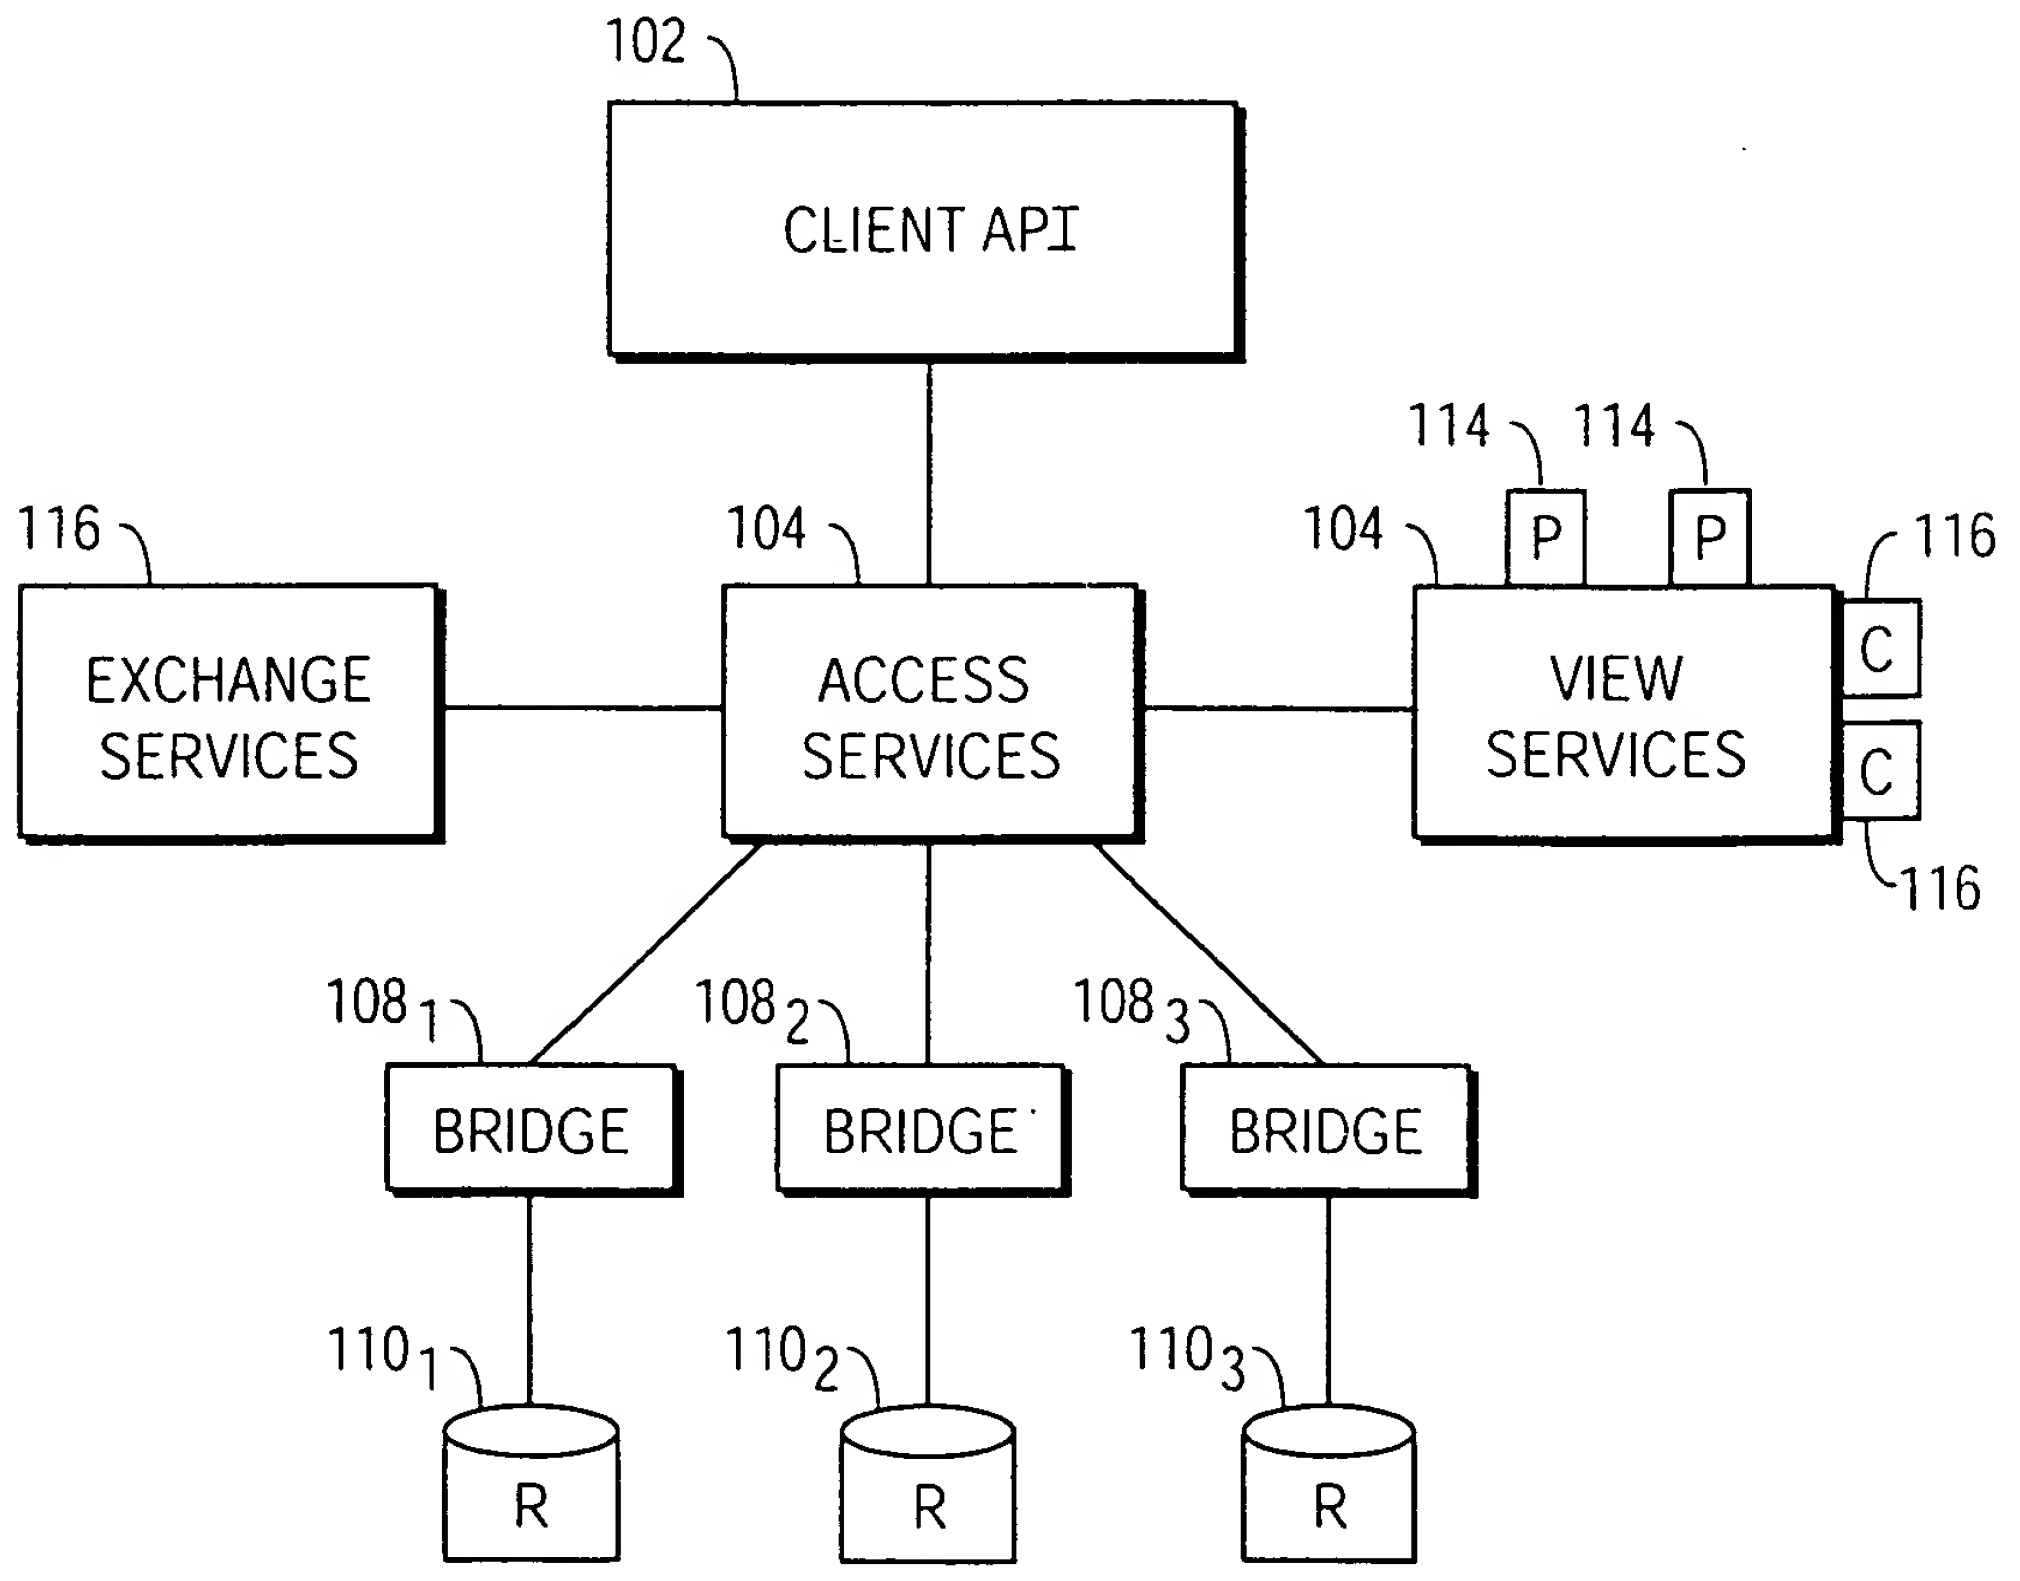 102
CLIENT API
114 114
116 104 104 P P 116
EXCHANGE
SERVICES
ACCESS
SERVICES
VIEW
SERVICES
C
C
116
108 1 108 2 108 3
BRIDGE BRIDGE BRIDGE
110 1 110 2 110 3
R R R